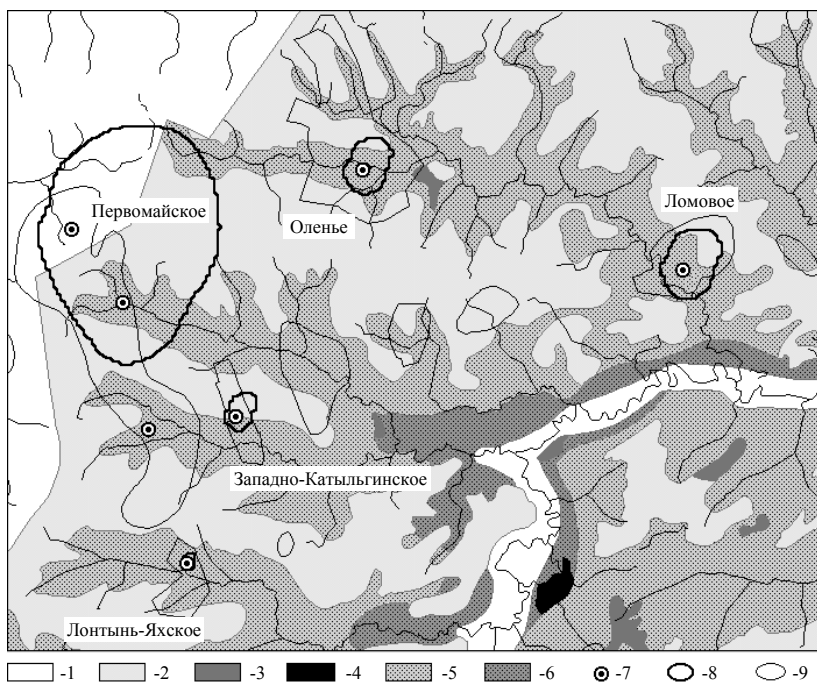 Первомайское
Оленье
Ломовое
Западно-Катыльгинское
Лонтынь-Яхское
-1 -2 -3 -4 -5 -6 -7 -8 -9